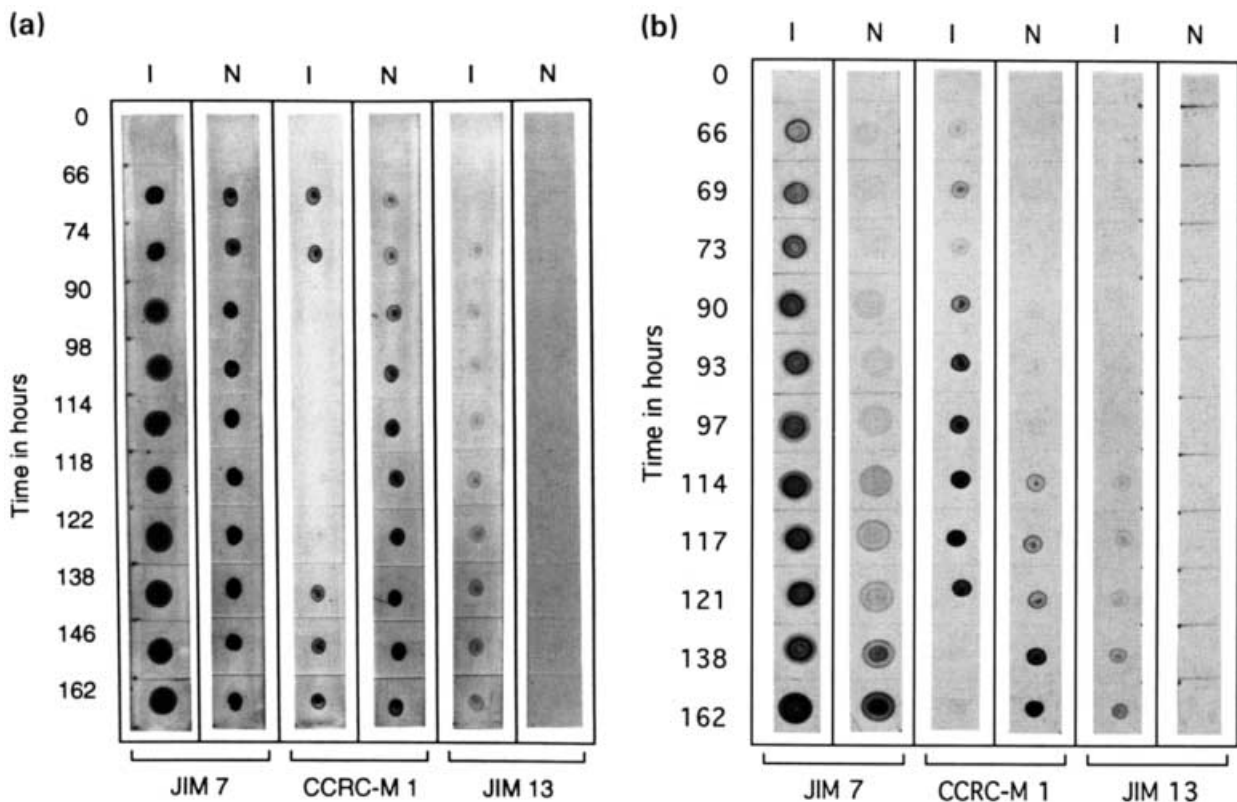 (a)
I N I N I N
0
66
74
90
98
114
118
122
138
146
162
Time in hours
JIM 7 CCRC-M 1 JIM 13
(b)
I N I N I N
0
66
69
73
90
93
97
114
117
121
138
162
Time in hours
JIM 7 CCRC-M 1 JIM 13